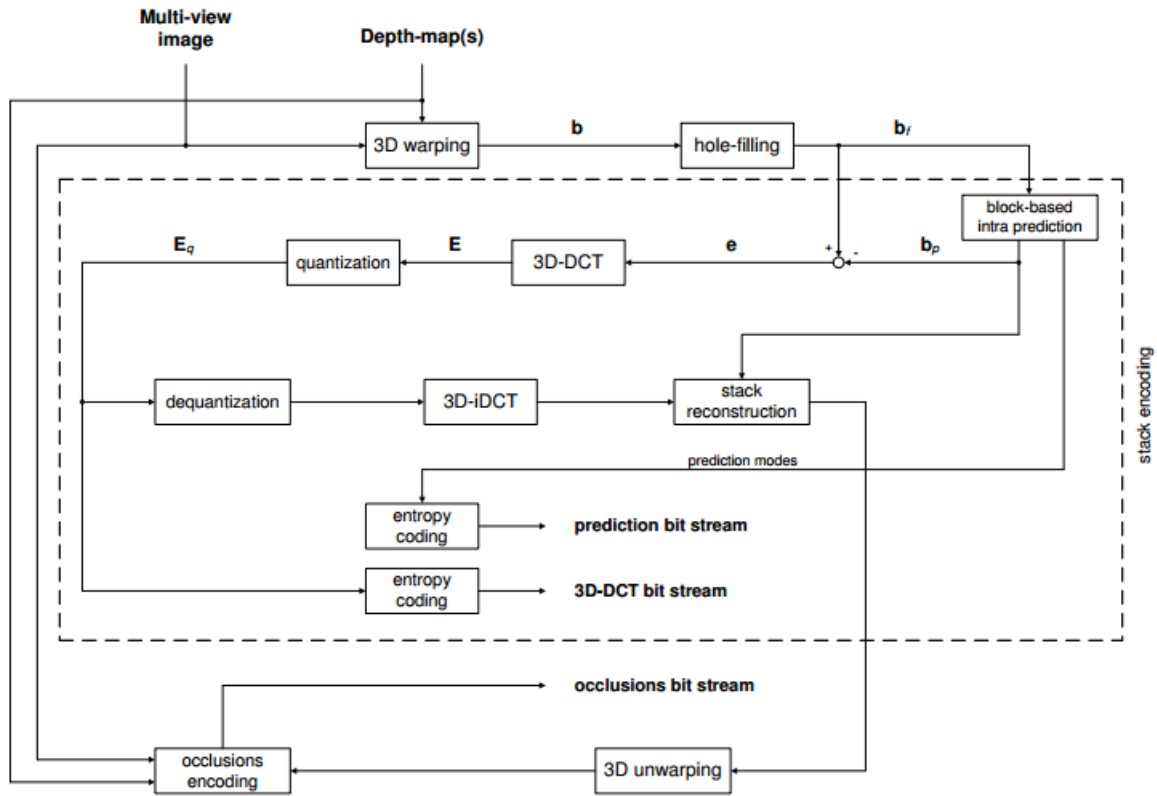 Multi-view
image
Depth-map(s)
3D warping
b
hole-filling
bf
block-based
intra prediction
Eq
quantization
E
3D-DCT
e
+
-
bp
dequantization
3D-iDCT
stack
reconstruction
stack encoding
prediction modes
entropy
coding
prediction bit stream
entropy
coding
3D-DCT bit stream
occlusions bit stream
occlusions
encoding
3D unwarping